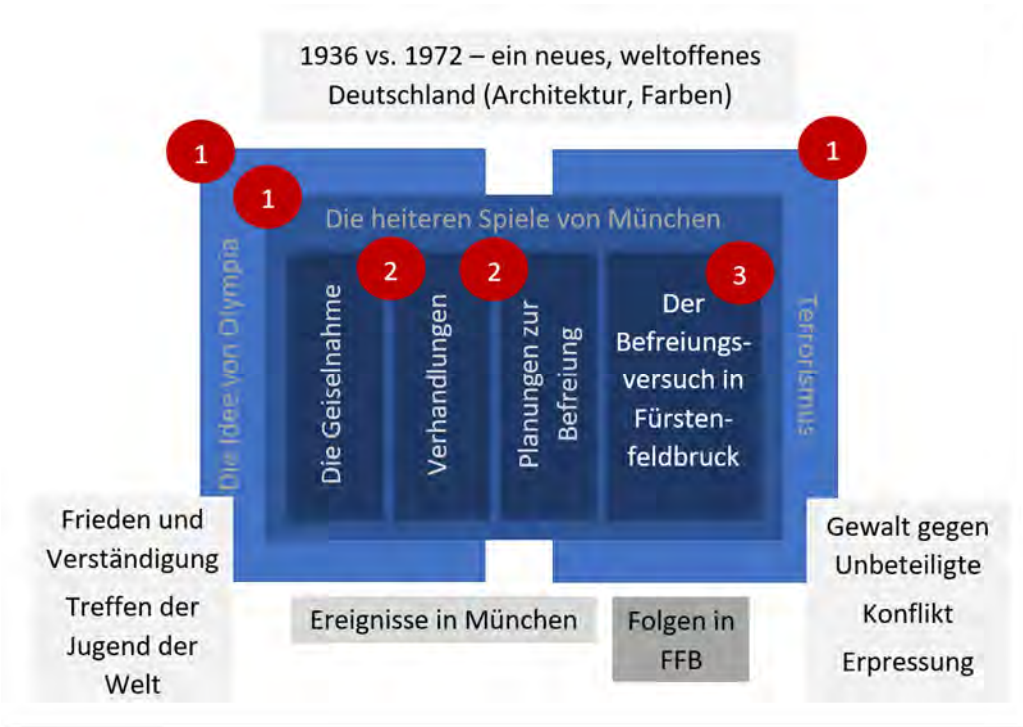 1936 vs. 1972 – ein neues, weltoffenes
Deutschland (Architektur, Farben)
1
1
1
Die Idee von Olympia
Die heiteren Spiele von München
2
2
3
Die Geiselnahme
Verhandlungen
Planungen zur
Befreiung
Der
Befreiungs-
versuch in
Fürsten-
feldbruck
Terrorismus
Frieden und
Verständigung
Treffen der
Jugend der
Welt
Ereignisse in München
Folgen in
FFB
Gewalt gegen
Unbeteiligte
Konflikt
Erpressung